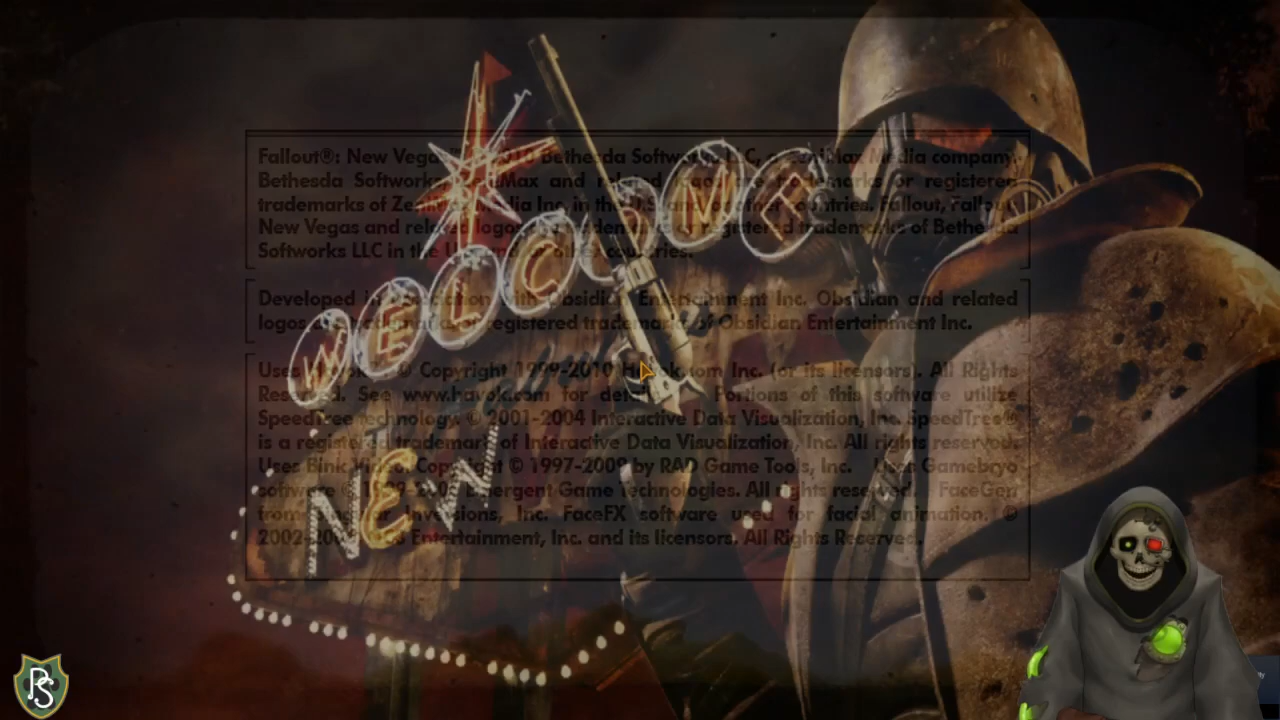 WELCOME
NEW
Fallout®: New Vegas 2010 Bethesda Softworks LLC, a ZeniMax Media company.
Bethesda Softworks, ZeniMax and related logos are trademarks or registered
trademarks of ZeniMax Media Inc. in the U.S. and/or other countries. Fallout, Fallout:
New Vegas and related logos are trademarks or registered trademarks of Bethesda
Softworks LLC in the U.S. and/or other countries.
Developed in association with Obsidian Entertainment Inc. Obsidian and related
logos are trademarks or registered trademarks of Obsidian Entertainment Inc.
Uses Copyright 1999-2010 Havok.com Inc. (or its licensors). All Rights
Reserved. See www.havok.com for details. Portions of this software utilize
SpeedTree technology. © 2001-2004 Interactive Data Visualization, Inc. SpeedTree®
is a registered trademark of Interactive Data Visualization, Inc. All rights reserved.
Uses Bink Video. Copyright © 1997-2009 by RAD Game Tools, Inc. Uses Gamebryo
software Emergent Game Technologies. All rights reserved. FaceGen
from Inversions, Inc. FaceFX software used for facial animation. ©
Entertainment, Inc. and its licensors. All Rights Reserved.
PS